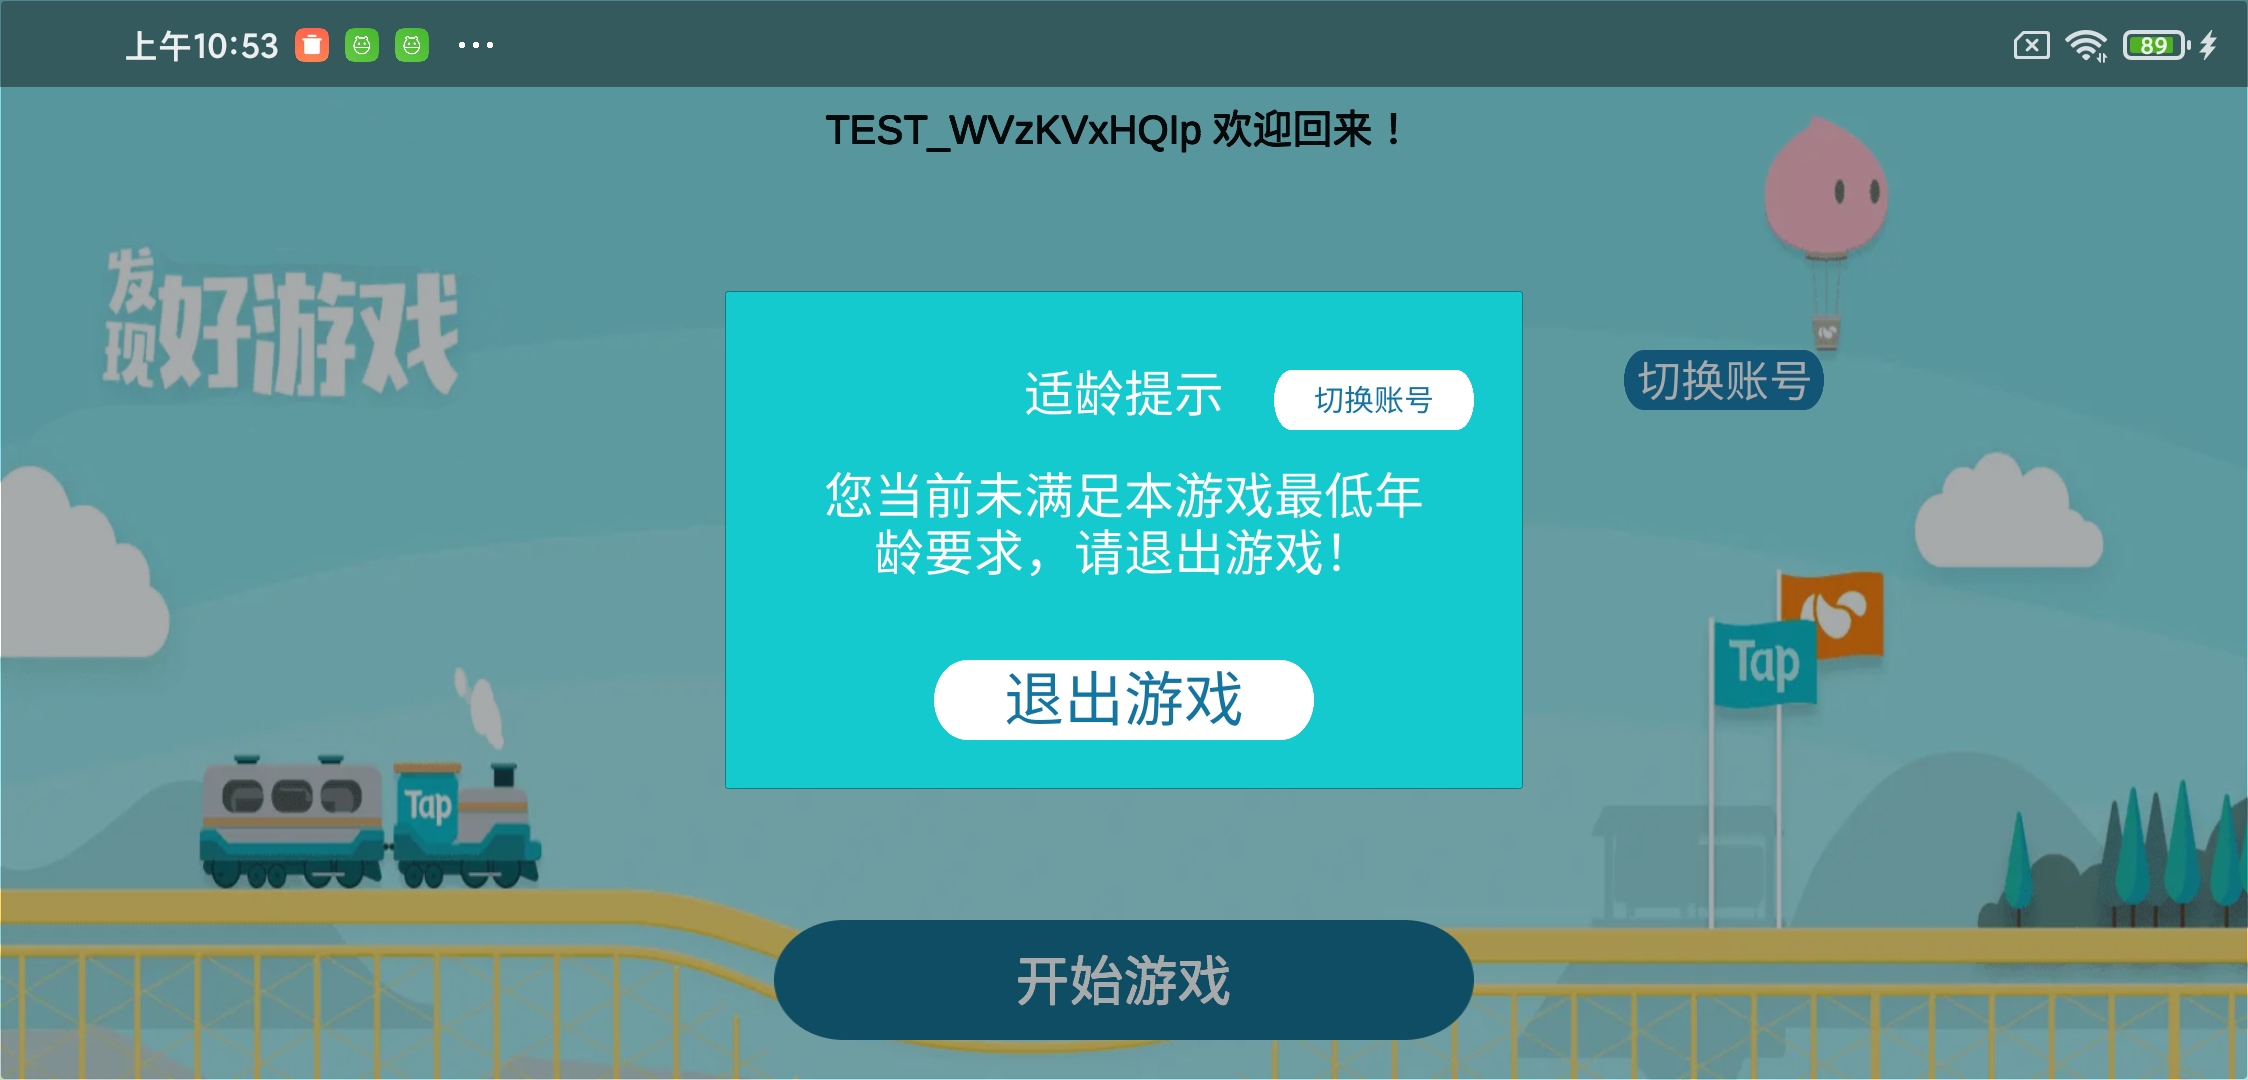 上午10:53
89
TEST_WVzKVxHQIp 欢迎回来！
发现好游戏
适龄提示
切换账号
切换账号
您当前未满足本游戏最低年
龄要求，请退出游戏！
Tap
退出游戏
Tap
开始游戏